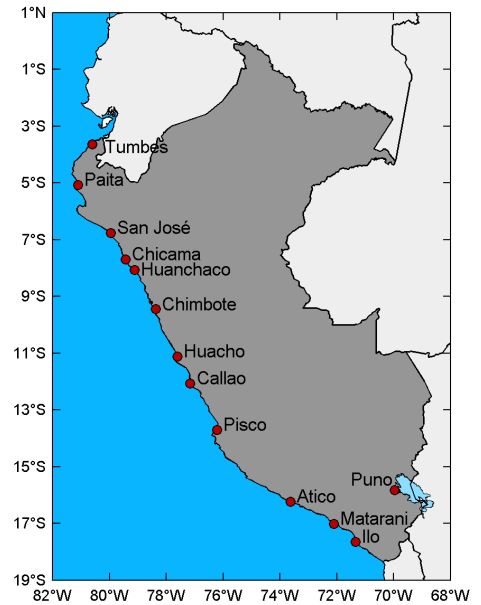 1°N
1°S
3°S
Tumbes
5°S
Paita
San José
7°S
Chicama
Huanchaco
9°S
Chimbote
11°S
Huacho
Callao
13°S
Pisco
15°S
Puno
Atico
17°S
Matarani
Ilo
19°S
82°W 80°W 78°W 76°W 74°W 72°W 70°W 68°W